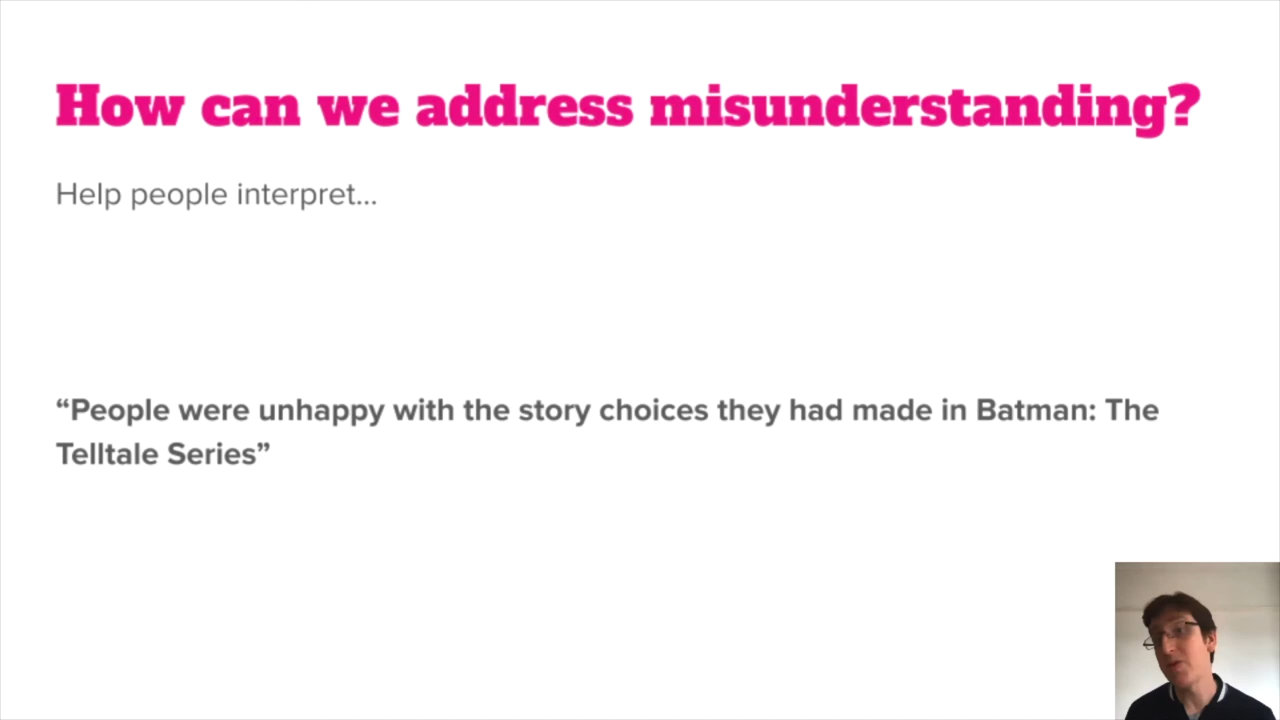 How can we address misunderstanding?
Help people interpret...
“People were unhappy with the story choices they had made in Batman: The
Telltale Series”